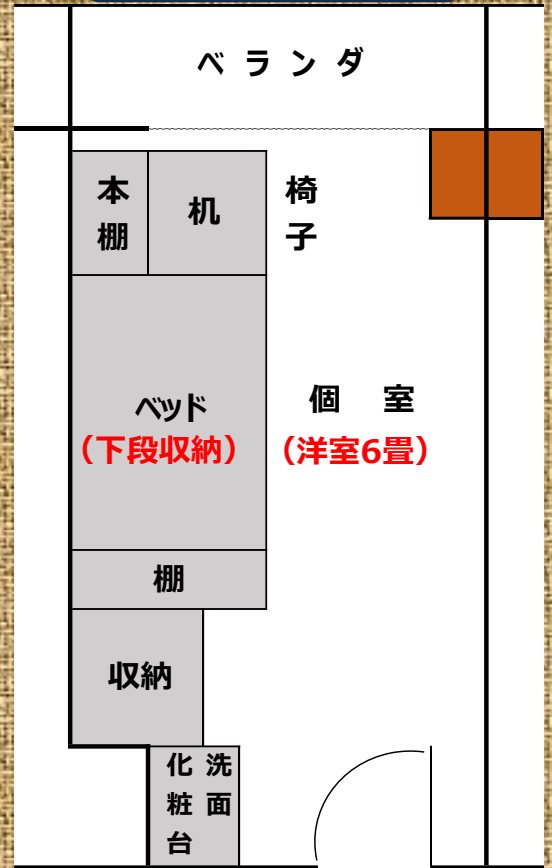 ベランダ
本棚
机
椅子
ベッド
（下段収納）
個室
（洋室6畳）
棚
収納
洗面
化粧台